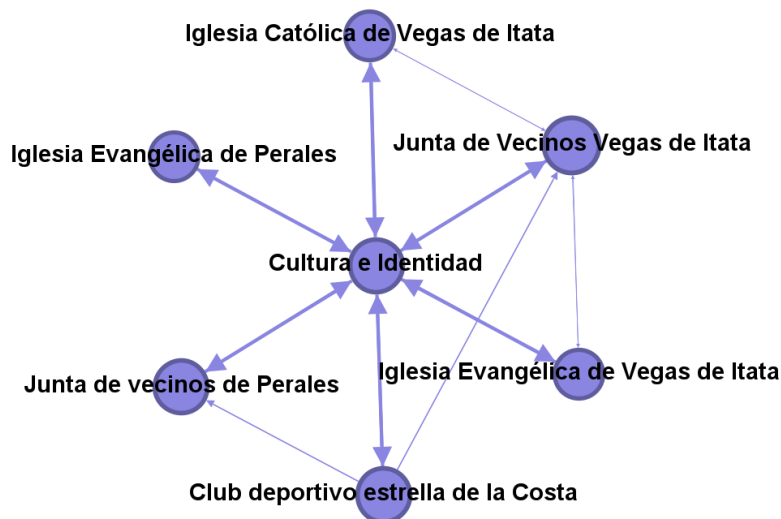 Iglesia Católica de Vegas de Itata
Junta de Vecinos Vegas de Itata
Iglesia Evangélica de Perales
Cultura e Identidad
Iglesia Evangélica de Vegas de Itata
Junta de vecinos de Perales
Club deportivo estrella de la Costa